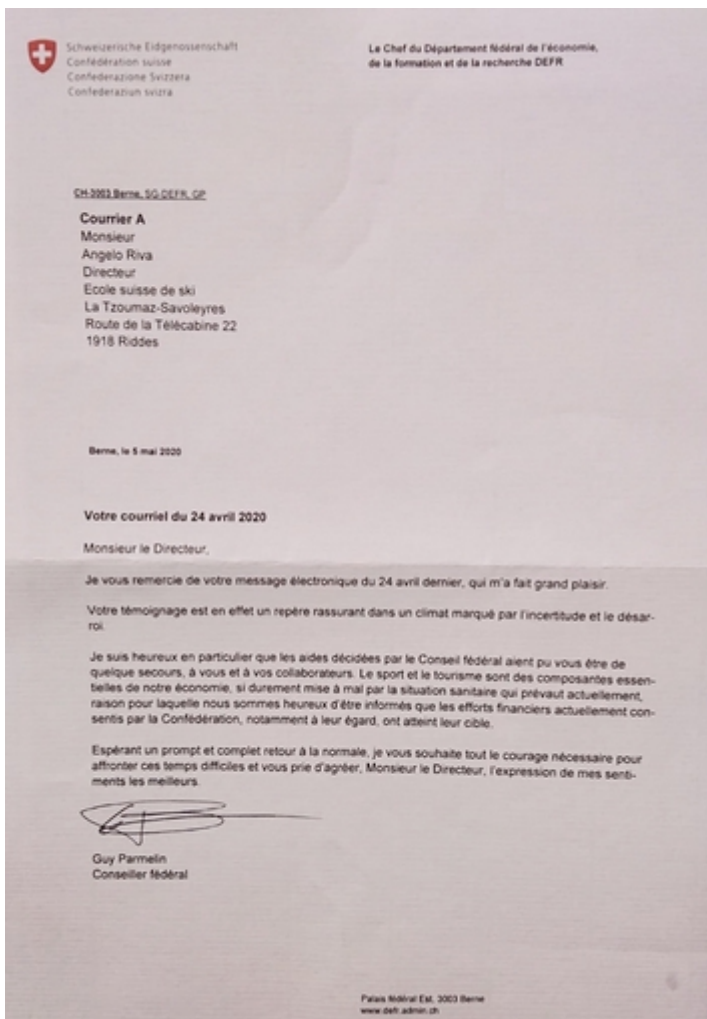 Schweizerische Eidgenossenschaft
Confédération suisse
Confederazione Svizzera
Confederaziun svizra
Le Chef du Département fédéral de l'économie,
de la formation et de la recherche DEFR
CH-3003 Berne, SG-DEFR, GP
Courrier A
Monsieur
Angelo Riva
Directeur
Ecole suisse de ski
La Tzoumaz-Savoleyres
Route de la Télécabine 22
1918 Riddes
Berne, le 5 mai 2020
Votre courriel du 24 avril 2020
Monsieur le Directeur,
Je vous remercie de votre message électronique du 24 avril dernier, qui m'a fait grand plaisir.
Votre témoignage est en effet un repère rassurant dans un climat marqué par l'incertitude et le désar-
roi.
Je suis heureux en particulier que les aides décidées par le Conseil fédéral aient pu vous être de
quelque secours, à vous et à vos collaborateurs. Le sport et le tourisme sont des composantes essen-
tielles de notre économie, si durement mise à mal par la situation sanitaire qui prévaut actuellement,
raison pour laquelle nous sommes heureux d'être informés que les efforts financiers actuellement con-
sentis par la Confédération, notamment à leur égard, ont atteint leur cible.
Espérant un prompt et complet retour à la normale, je vous souhaite tout le courage nécessaire pour
affronter ces temps difficiles et vous prie d'agréer, Monsieur le Directeur, l'expression de mes senti-
ments les meilleurs.
Guy Parmelin
Conseiller fédéral
Palais fédéral Est, 3003 Berne
www.defr.admin.ch